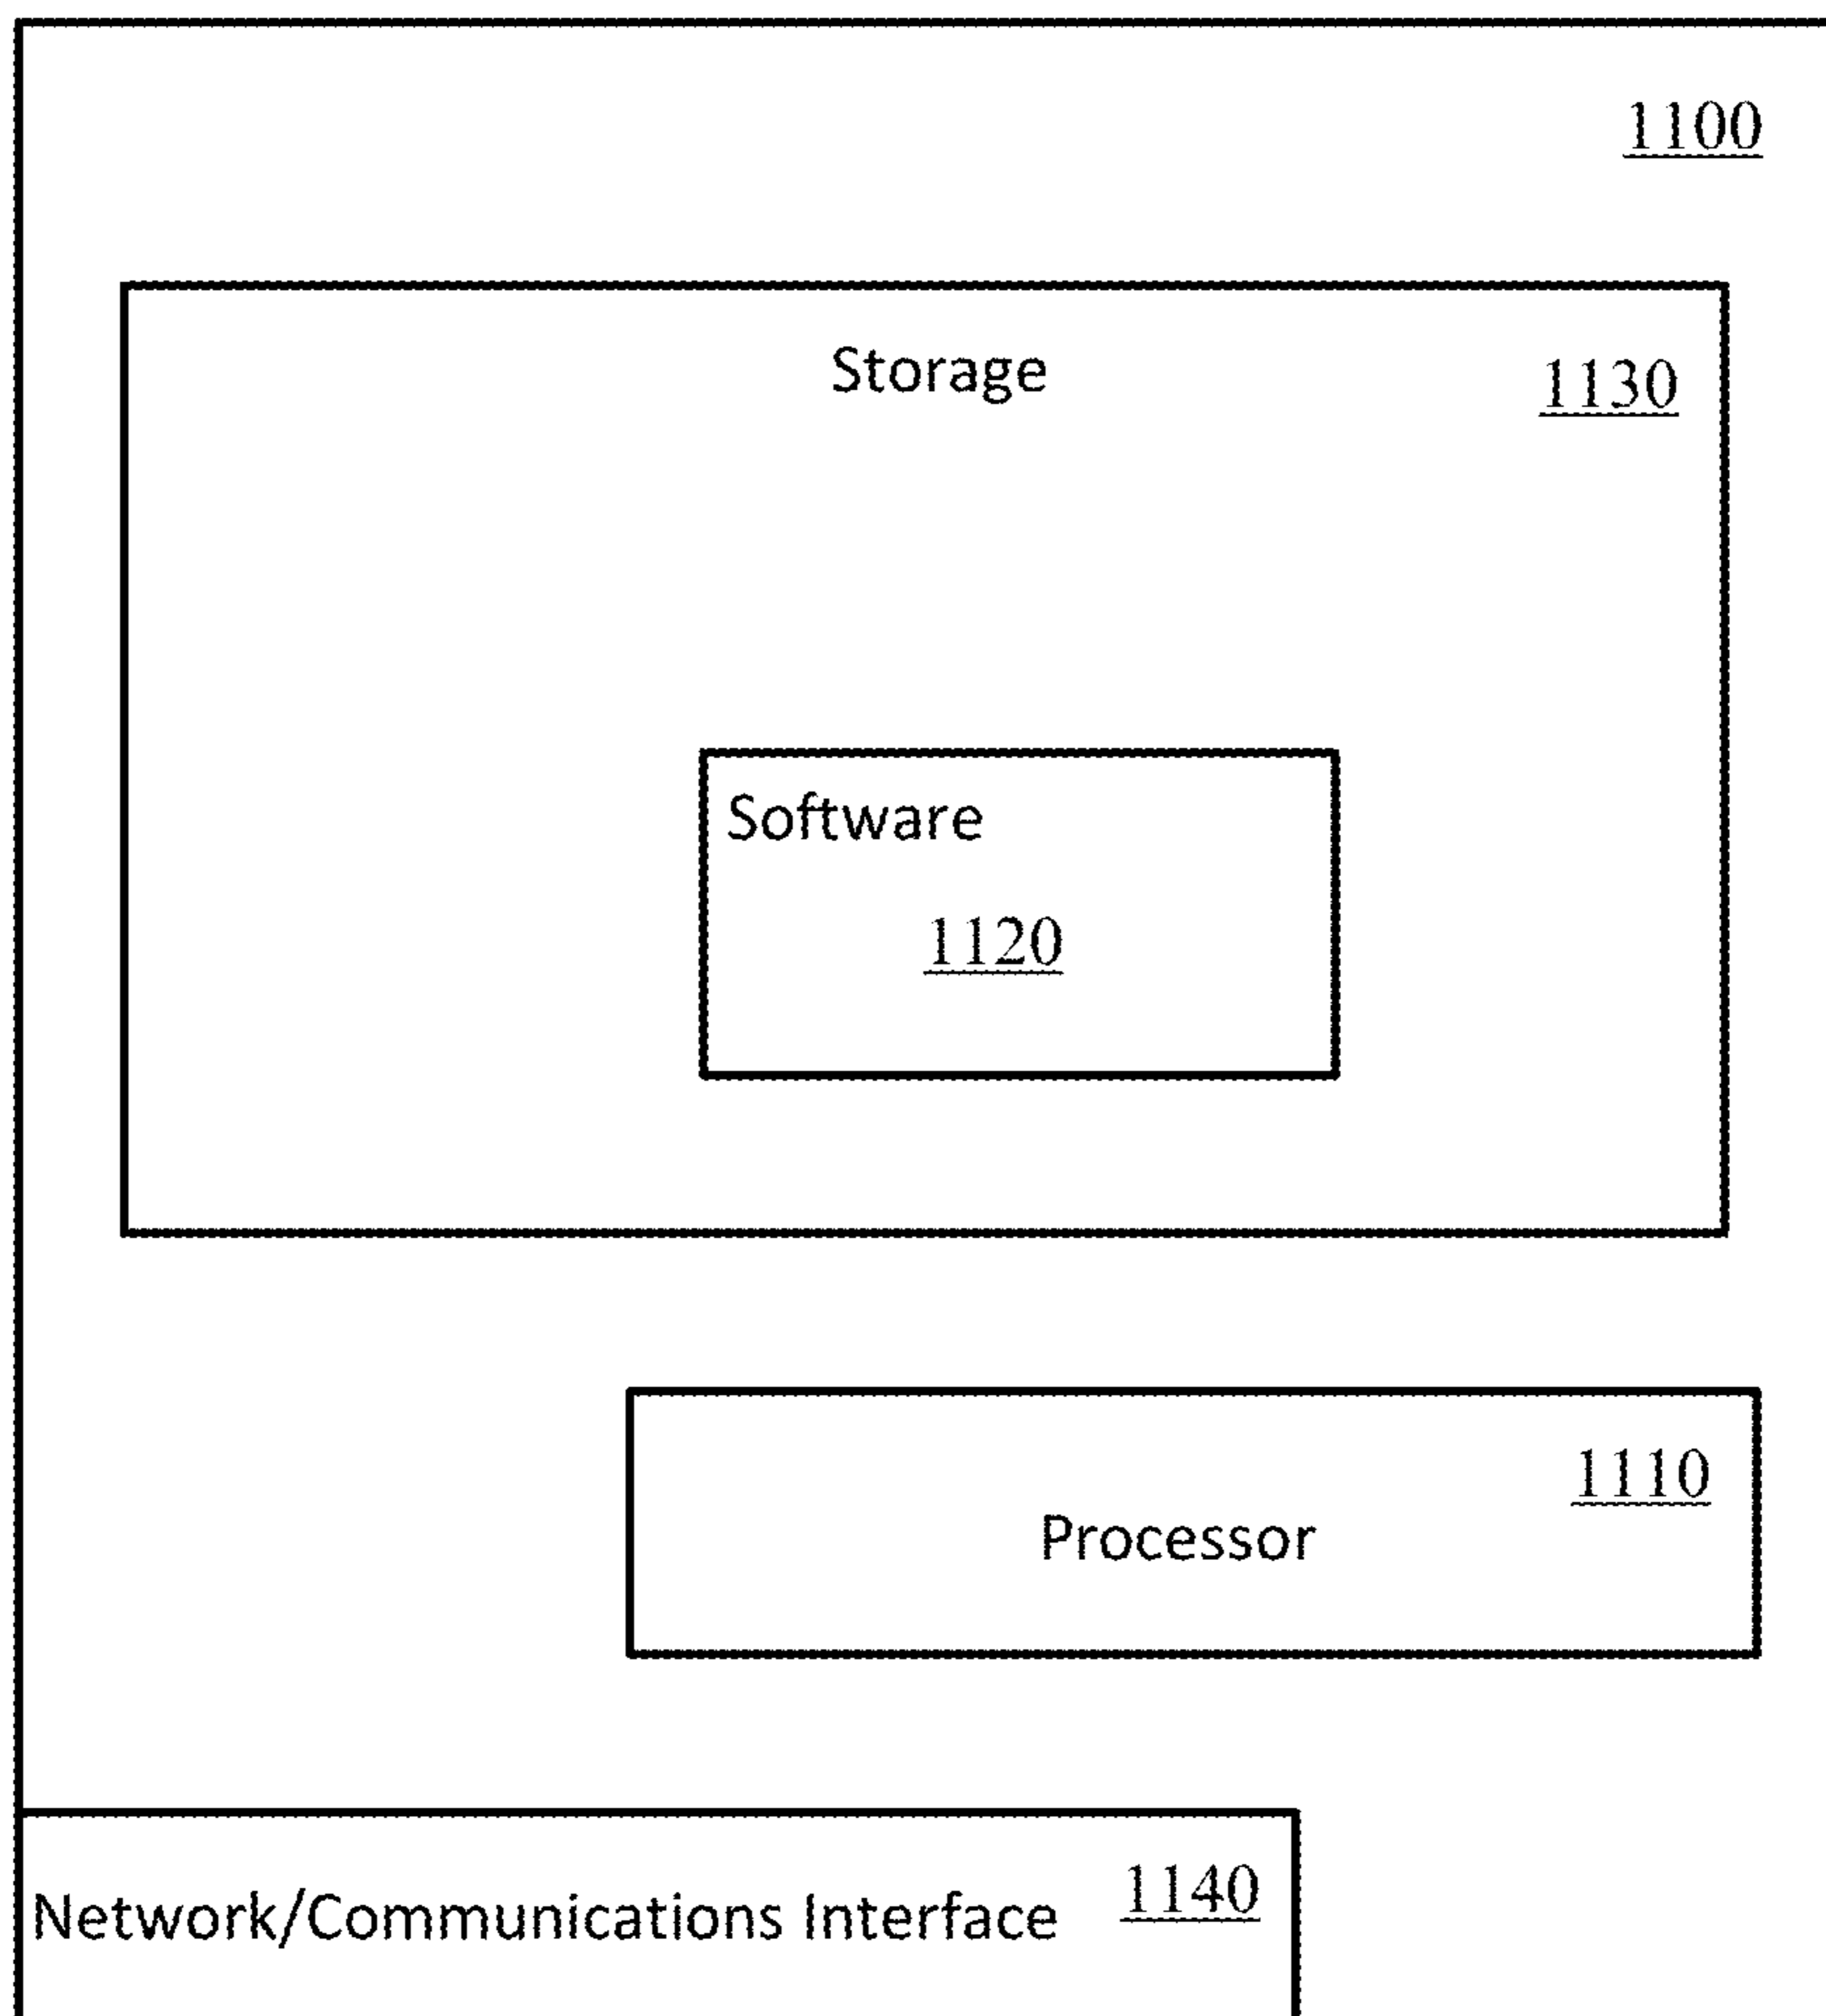 1100
Storage
1130
Software
1120
1110
Processor
1140
Network/Communications Interface